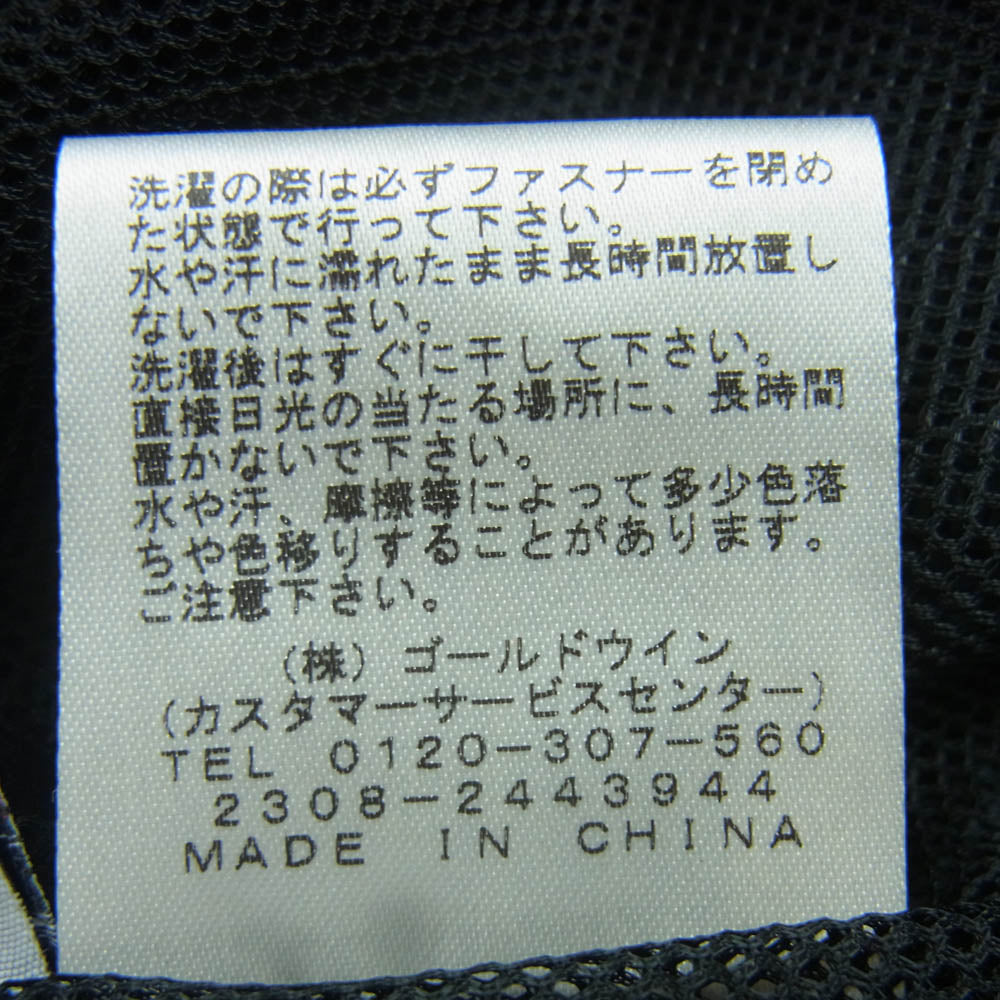 洗濯の際は必ずファスナーを閉め
た状態で行って下さい。
水や汗に濡れたまま長時間放置し
ないで下さい。
洗濯後はすぐに干して下さい。
直接日光の当たる場所に、長時間
置かないで下さい。
水や汗、摩擦等によって多少色落
ちや色移りすることがあります。
ご注意下さい。
(株)ゴールドウイン
(カスタマーサービスセンター)
TEL 0120-307-560
2308-2443944
MADE IN CHINA